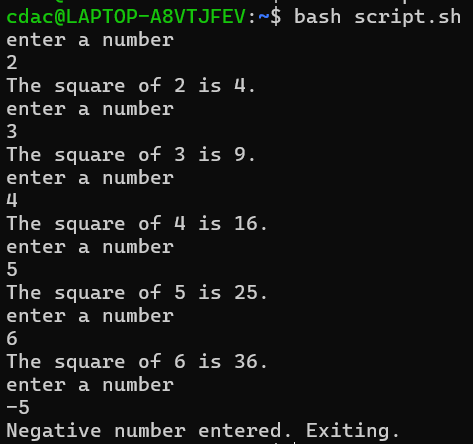 cdac@LAPTOP-A8VTJFEV:~$ bash script.sh
enter a number
2
The square of 2 is 4.
enter a number
3
The square of 3 is 9.
enter a number
4
The square of 4 is 16.
enter a number
5
The square of 5 is 25.
enter a number
6
The square of 6 is 36.
enter a number
-5
Negative number entered. Exiting.